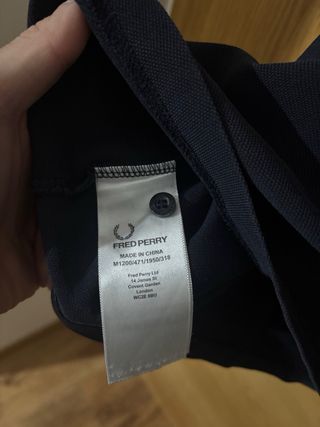 FRED PERRY
MADE IN CHINA
M1200/471/1950/318
Fred Perry Ltd
14 James St
Covent Garden
London
WC2E 8BU